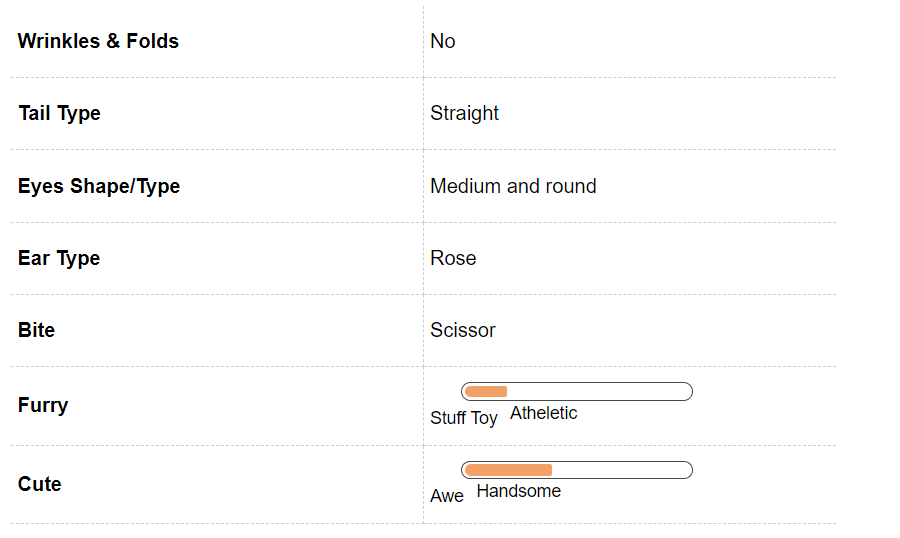 Wrinkles & Folds No
Tail Type Straight
Eyes Shape/Type Medium and round
Ear Type Rose
Bite Scissor
Furry
Stuff Toy Atheletic
Cute
Awe Handsome